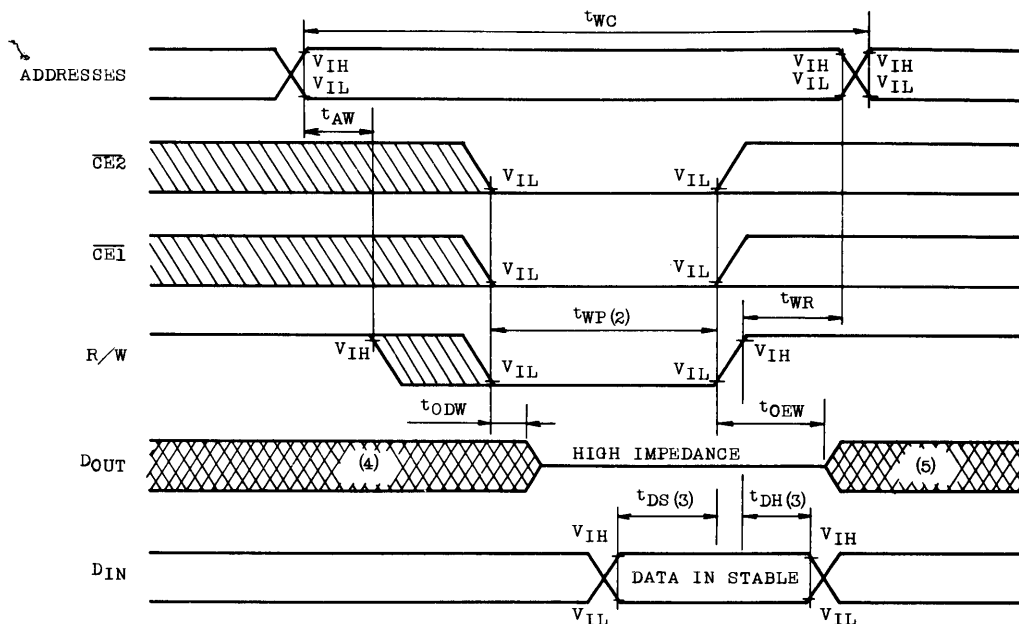 tWC
ADDRESSES
VIH
VIL
VIH
VIL
VIH
VIL
tAW
CE2
VIL
VIL
CE1
VIL
VIL
tWP(2)
tWR
R/W
VIH
VIL
VIL
VIH
tODW
tOEW
DOUT
(4)
HIGH IMPEDANCE
(5)
tDS(3)
tDH(3)
VIH
VIH
DIN
DATA IN STABLE
VIL
VIL